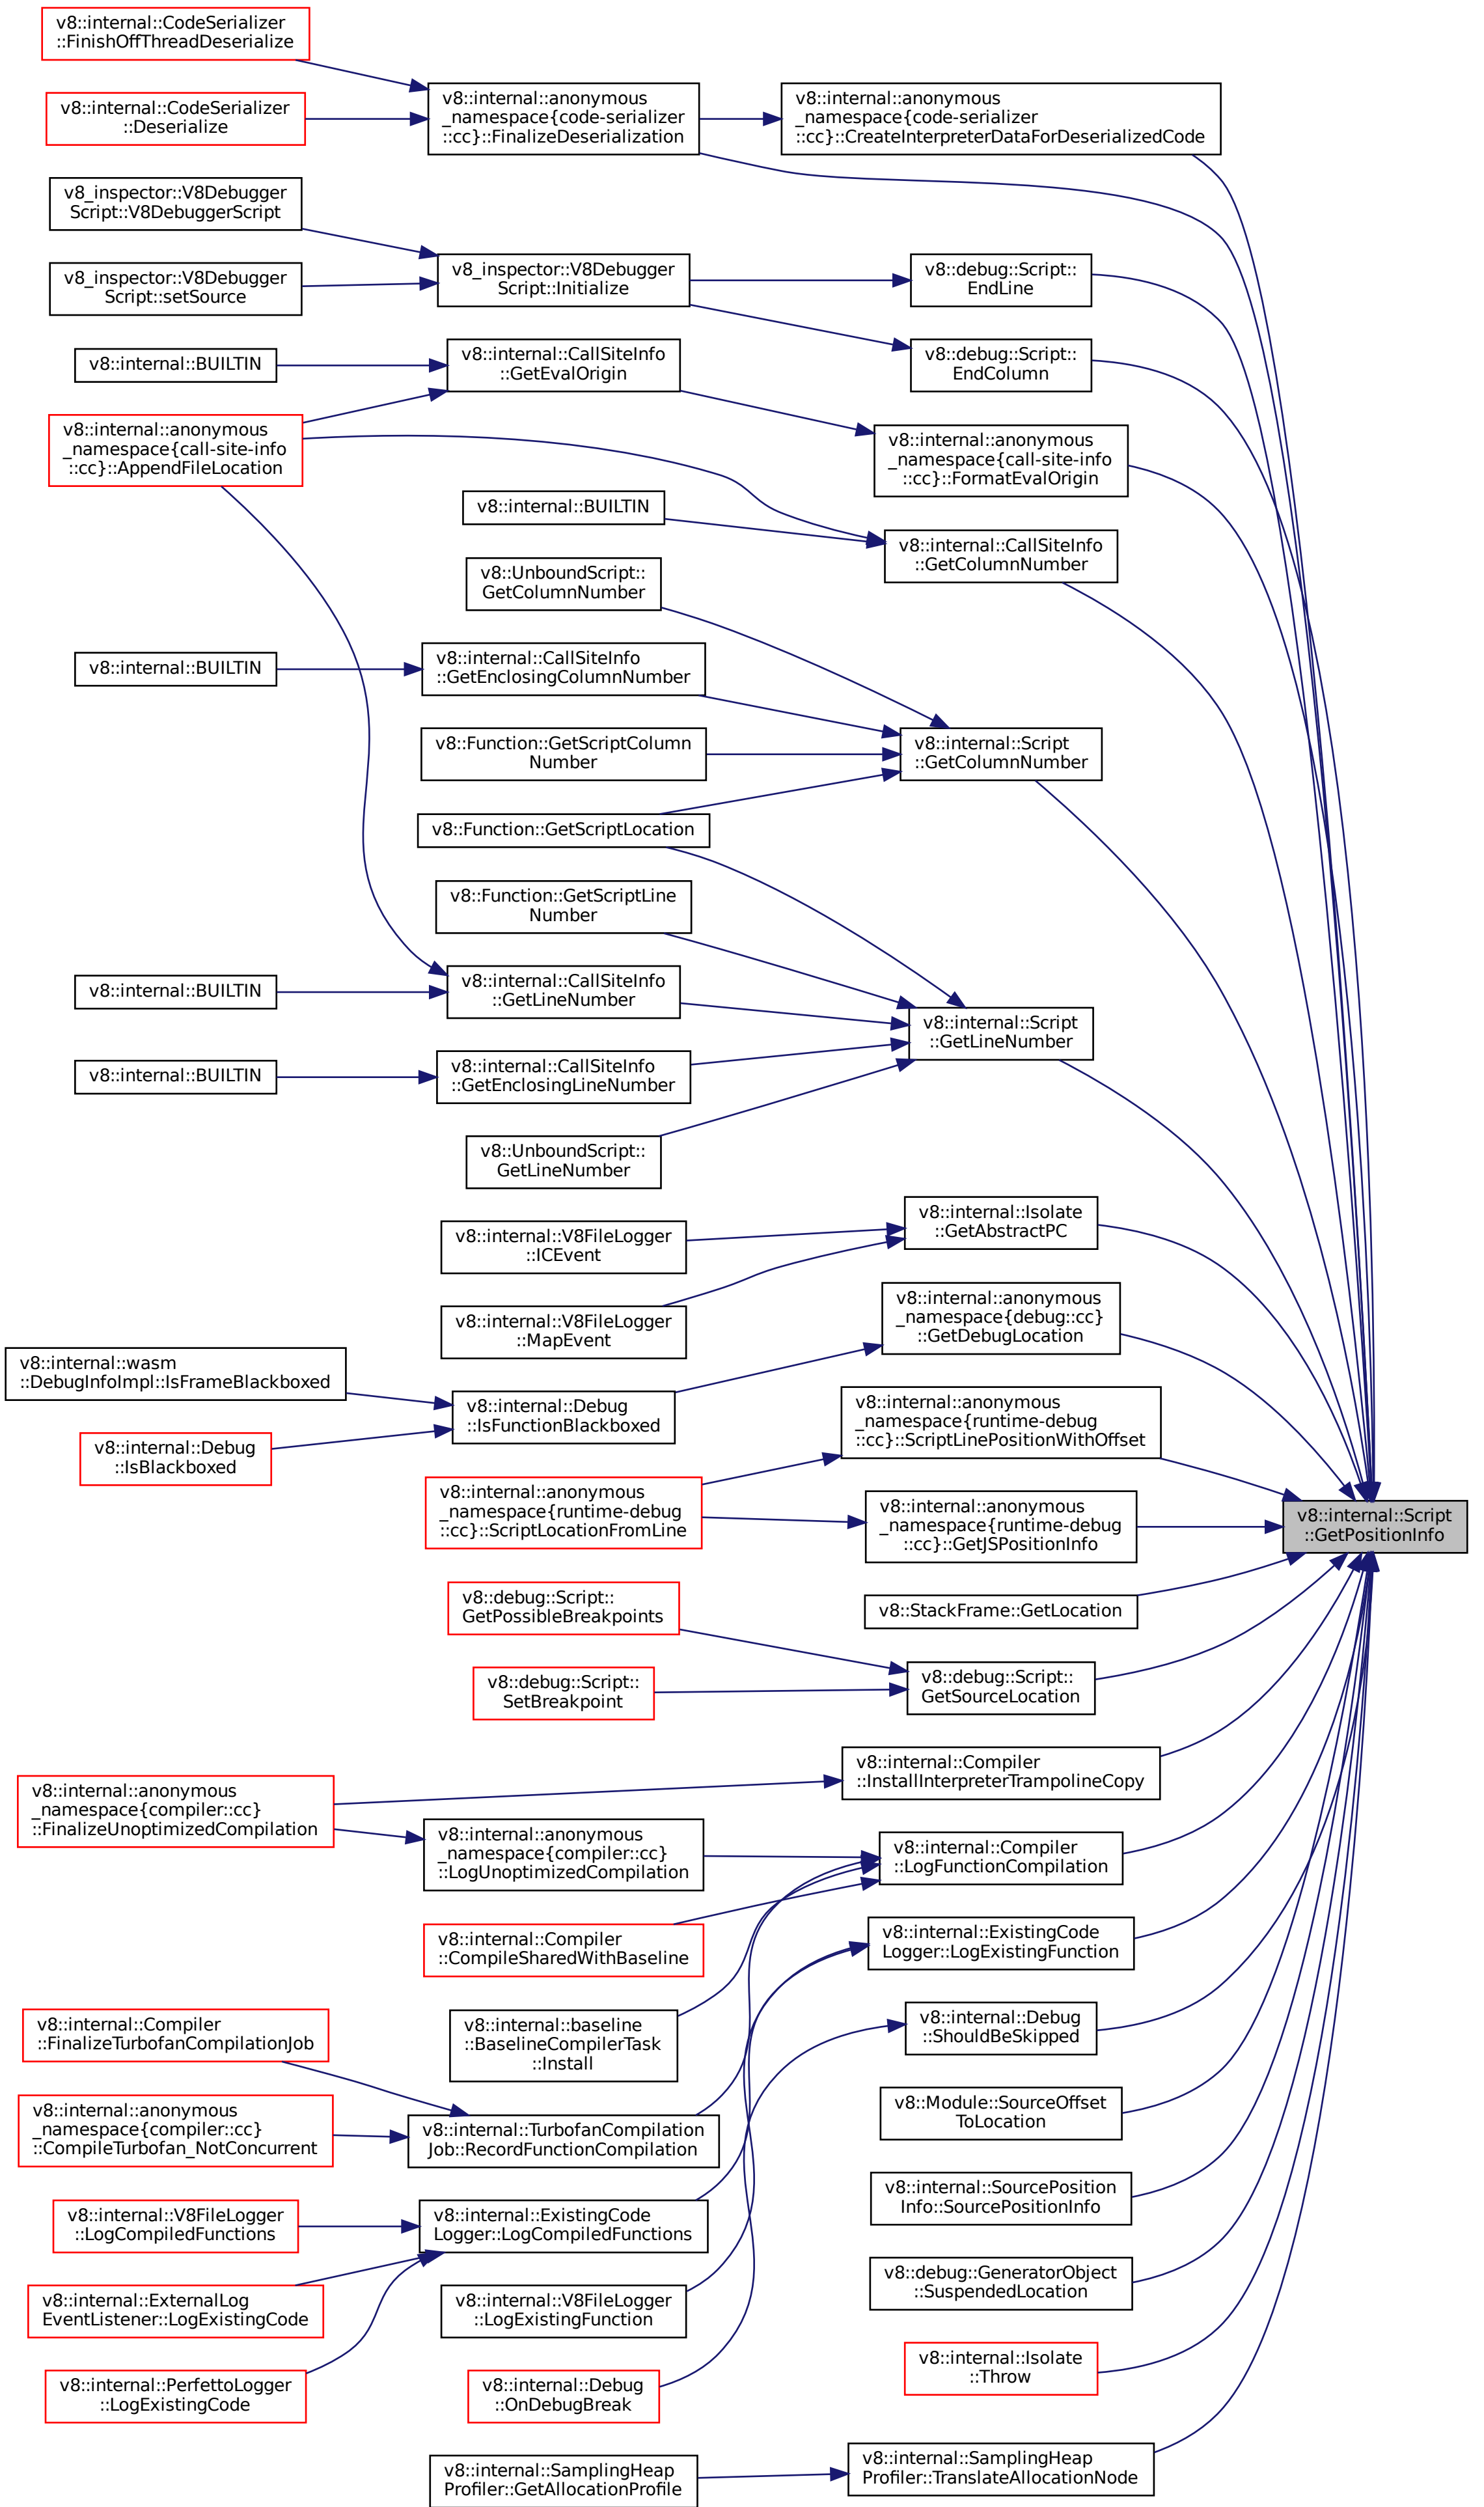 v8::internal::CodeSerializer
::FinishOffThreadDeserialize
v8::internal::anonymous
_namespace{code-serializer
::cc}::FinalizeDeserialization
v8::internal::anonymous
_namespace{code-serializer
::cc}::CreateInterpreterDataForDeserializedCode
v8::internal::CodeSerializer
::Deserialize
v8_inspector::V8Debugger
Script::V8DebuggerScript
v8_inspector::V8Debugger
Script::setSource
v8_inspector::V8Debugger
Script::Initialize
v8::debug::Script::
EndLine
v8::debug::Script::
EndColumn
v8::internal::BUILTIN
v8::internal::CallSiteInfo
::GetEvalOrigin
v8::internal::anonymous
_namespace{call-site-info
::cc}::AppendFileLocation
v8::internal::anonymous
_namespace{call-site-info
::cc}::FormatEvalOrigin
v8::internal::BUILTIN
v8::internal::CallSiteInfo
::GetColumnNumber
v8::UnboundScript::
GetColumnNumber
v8::internal::BUILTIN
v8::internal::CallSiteInfo
::GetEnclosingColumnNumber
v8::Function::GetScriptColumn
Number
v8::internal::Script
::GetColumnNumber
v8::Function::GetScriptLocation
v8::Function::GetScriptLine
Number
v8::internal::BUILTIN
v8::internal::CallSiteInfo
::GetLineNumber
v8::internal::Script
::GetLineNumber
v8::internal::BUILTIN
v8::internal::CallSiteInfo
::GetEnclosingLineNumber
v8::UnboundScript::
GetLineNumber
v8::internal::Isolate
::GetAbstractPC
v8::internal::V8FileLogger
::ICEvent
v8::internal::V8FileLogger
::MapEvent
v8::internal::anonymous
_namespace{debug::cc}
::GetDebugLocation
v8::internal::wasm
::DebugInfoImpl::IsFrameBlackboxed
v8::internal::Debug
::IsFunctionBlackboxed
v8::internal::Debug
::IsBlackboxed
v8::internal::anonymous
_namespace{runtime-debug
::cc}::ScriptLinePositionWithOffset
v8::internal::anonymous
_namespace{runtime-debug
::cc}::ScriptLocationFromLine
v8::internal::anonymous
_namespace{runtime-debug
::cc}::GetJSPositionInfo
v8::internal::Script
::GetPositionInfo
v8::StackFrame::GetLocation
v8::debug::Script::
GetPossibleBreakpoints
v8::debug::Script::
SetBreakpoint
v8::debug::Script::
GetSourceLocation
v8::internal::Compiler
::InstallInterpreterTrampolineCopy
v8::internal::anonymous
_namespace{compiler::cc}
::FinalizeUnoptimizedCompilation
v8::internal::anonymous
_namespace{compiler::cc}
::LogUnoptimizedCompilation
v8::internal::Compiler
::LogFunctionCompilation
v8::internal::Compiler
::CompileSharedWithBaseline
v8::internal::ExistingCode
Logger::LogExistingFunction
v8::internal::baseline
::BaselineCompilerTask
::Install
v8::internal::Debug
::ShouldBeSkipped
v8::internal::Compiler
::FinalizeTurbofanCompilationJob
v8::internal::anonymous
_namespace{compiler::cc}
::CompileTurbofan_NotConcurrent
v8::internal::TurbofanCompilation
Job::RecordFunctionCompilation
v8::Module::SourceOffset
ToLocation
v8::internal::V8FileLogger
::LogCompiledFunctions
v8::internal::ExistingCode
Logger::LogCompiledFunctions
v8::internal::SourcePosition
Info::SourcePositionInfo
v8::internal::ExternalLog
EventListener::LogExistingCode
v8::internal::V8FileLogger
::LogExistingFunction
v8::debug::GeneratorObject
::SuspendedLocation
v8::internal::PerfettoLogger
::LogExistingCode
v8::internal::Debug
::OnDebugBreak
v8::internal::Isolate
::Throw
v8::internal::SamplingHeap
Profiler::GetAllocationProfile
v8::internal::SamplingHeap
Profiler::TranslateAllocationNode